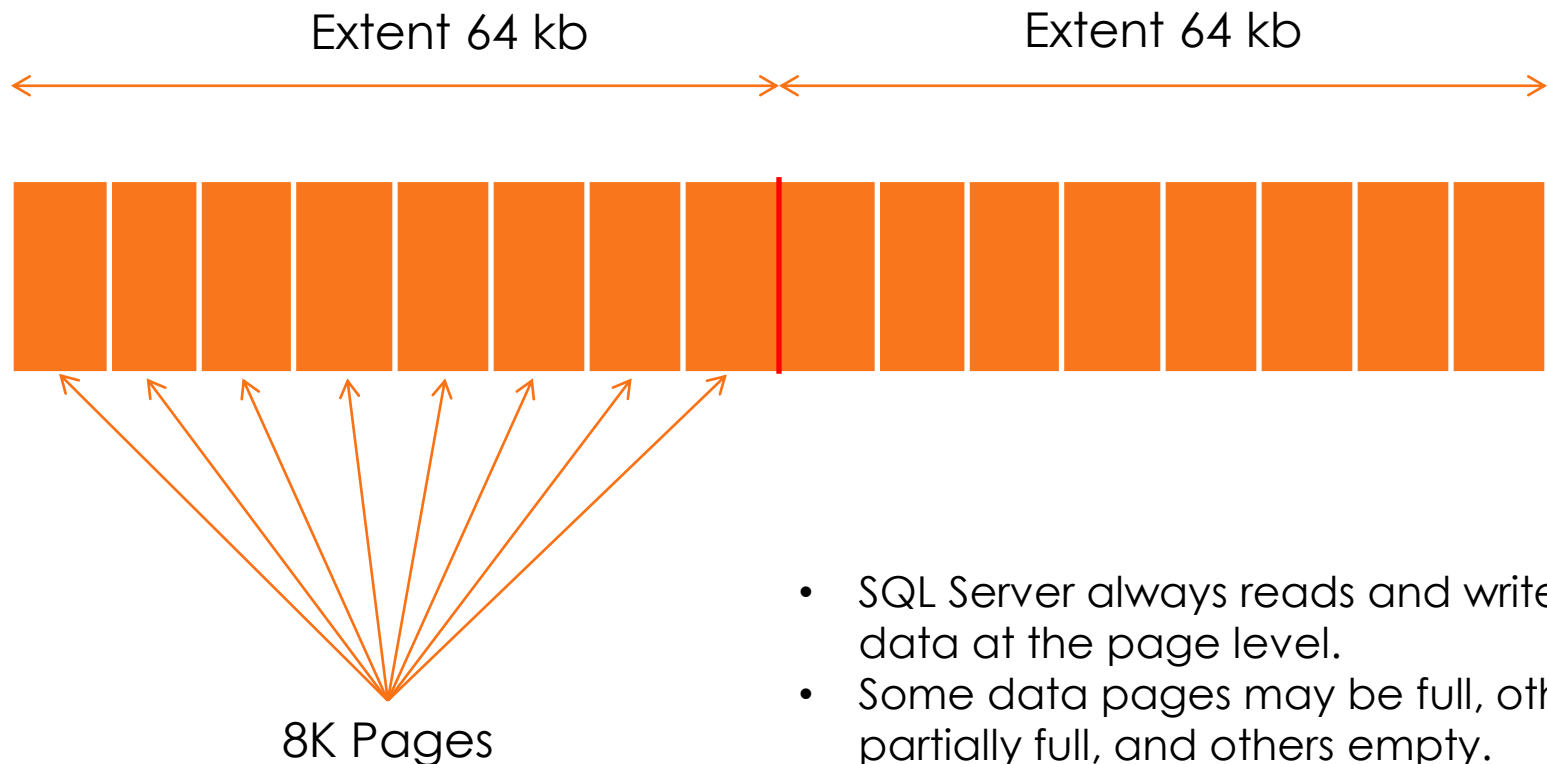 Extent 64 kb
Extent 64 kb
8K Pages
• SQL Server always reads and write
data at the page level.
• Some data pages may be full, oth
partially full, and others empty.